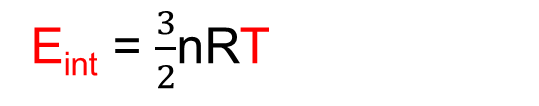 E_int = 3/2 nRT